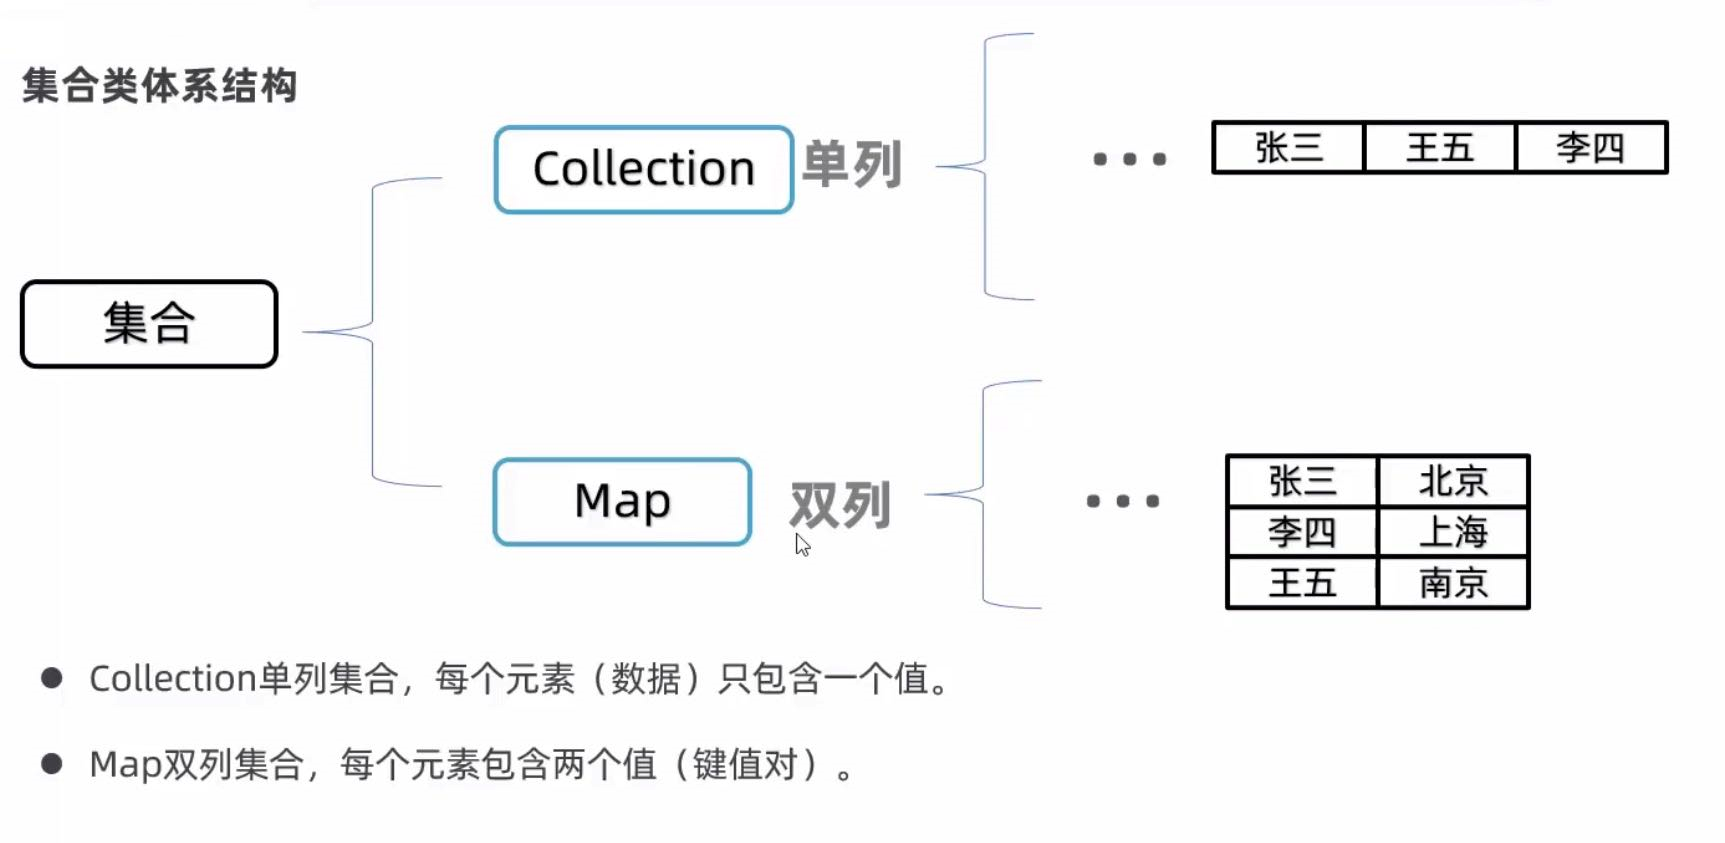 集合类体系结构
Collection 单列
... 张三 王五 李四
集合
Map 双列
... 张三 北京
李四 上海
王五 南京
● Collection单列集合，每个元素（数据）只包含一个值。
● Map双列集合，每个元素包含两个值（键值对）。